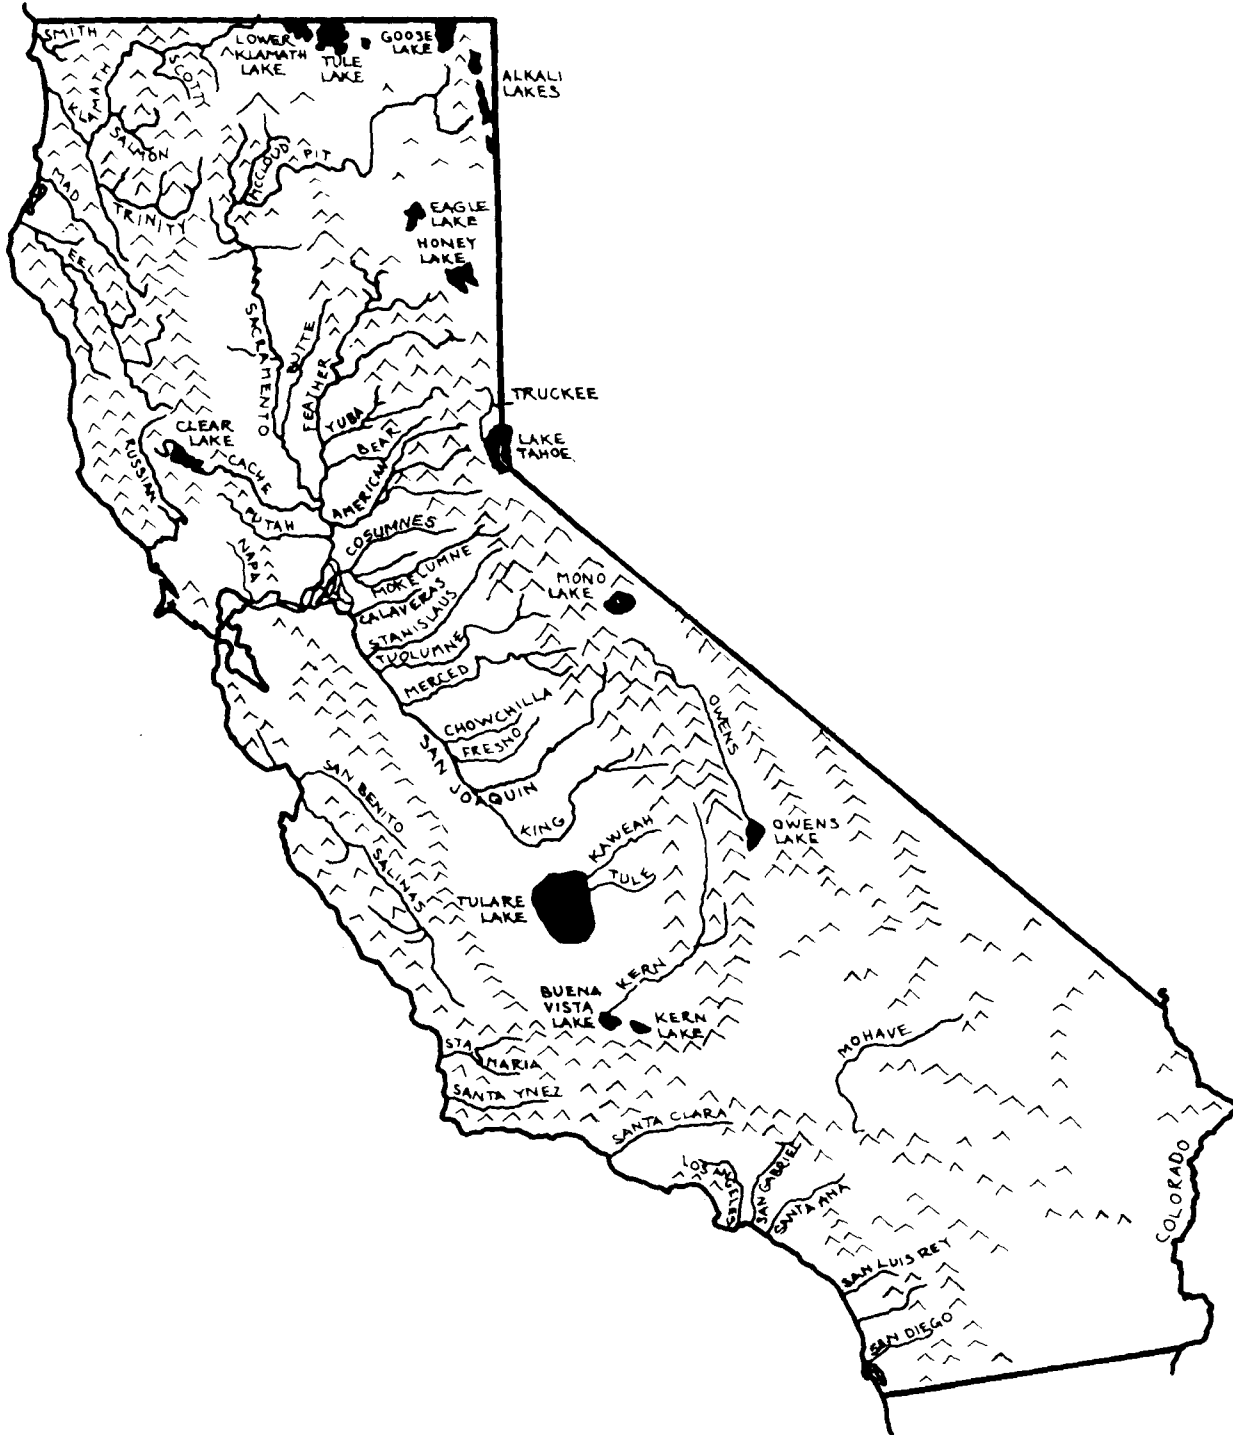 SMITH
LOWER
KLAMATH
LAKE
TULE
LAKE
GOOSE
LAKE
ALKALI
LAKES
SCOTTY
KLAMATH
SALMON
MCCLOUD
PIT
MAD
TRINITY
EAGLE
LAKE
HONEY
LAKE
EEL
SACRAMENTO
BUTTE
FEATHER
TRUCKEE
YUBA
BEAR
LAKE
TAHOE
CLEAR
LAKE
RUSSIAN
CACHE
AMERICAN
PUTAH
COSUMNES
NAPA
MOKELUMNE
MONO
LAKE
CALAVERAS
STANISLAUS
TUOLUMNE
MERCED
OWENS
CHOWCHILLA
FRESNO
SAN
JOAQUIN
SAN BENITO
KING
KAWEAH
OWENS
LAKE
SALINAS
TULE
TULARE
LAKE
KERN
BUENA
VISTA
LAKE
KERN
LAKE
MOHAVE
STA
MARIA
SANTA YNEZ
SANTA CLARA
LOS ANGELES
SAN GABRIEL
SANTA ANA
COLORADO
SAN LUIS REY
SAN DIEGO